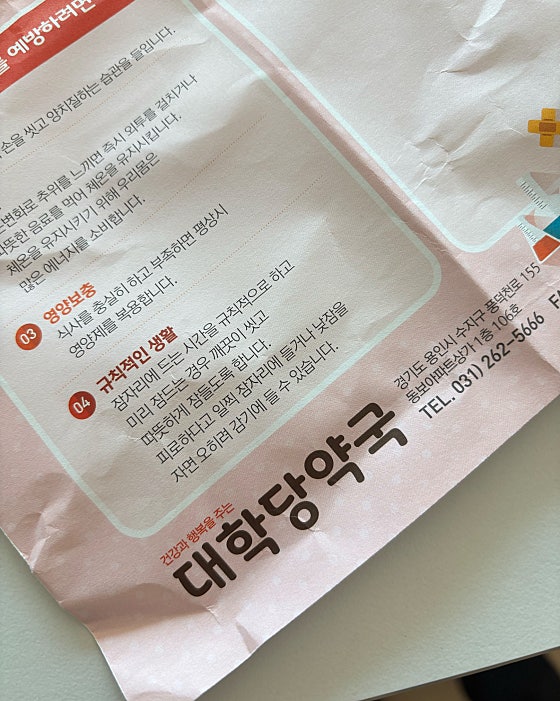 예방하려면
손을 씻고 양치질하는 습관을 들입니다.
추위를 느끼면 즉시 외투를 걸치거나
따뜻한 음료를 먹어 체온을 유지시킵니다.
체온을 유지시키기 위해 우리몸은
많은 에너지를 소비합니다.
03 영양보충
식사를 충실히 하고 부족하면 평상시
영양제를 복용합니다.
04 규칙적인 생활
잠자리에 드는 시간을 규칙적으로 하고
미리 잠드는 경우 깨끗이 씻고
따뜻하게 잠들도록 합니다.
피로하다고 일찍 잠자리에 들거나 낮잠을
자면 오히려 감기에 들 수 있습니다.
건강과 행복을 주는
대학당약국
경기도 용인시 수지구 풍덕천로 155
동보아파트상가 1층 106호
TEL. 031) 262-5666